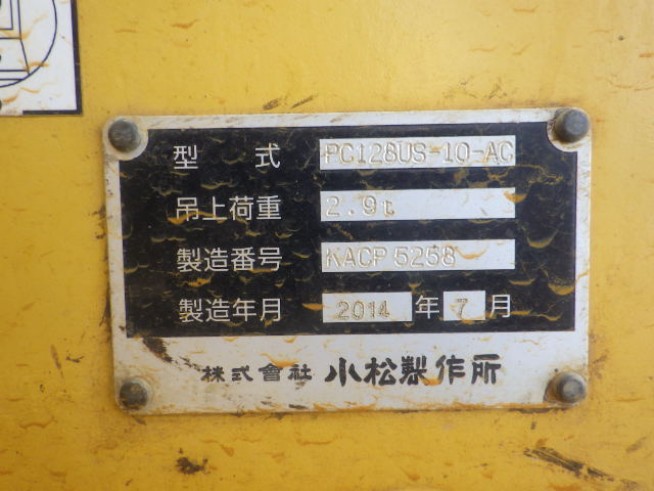 型 式 PC128US-10-AC
吊上荷重 2.9t
製造番号 KACP 5258
製造年月 2014 年 7 月
株式會社 小松製作所